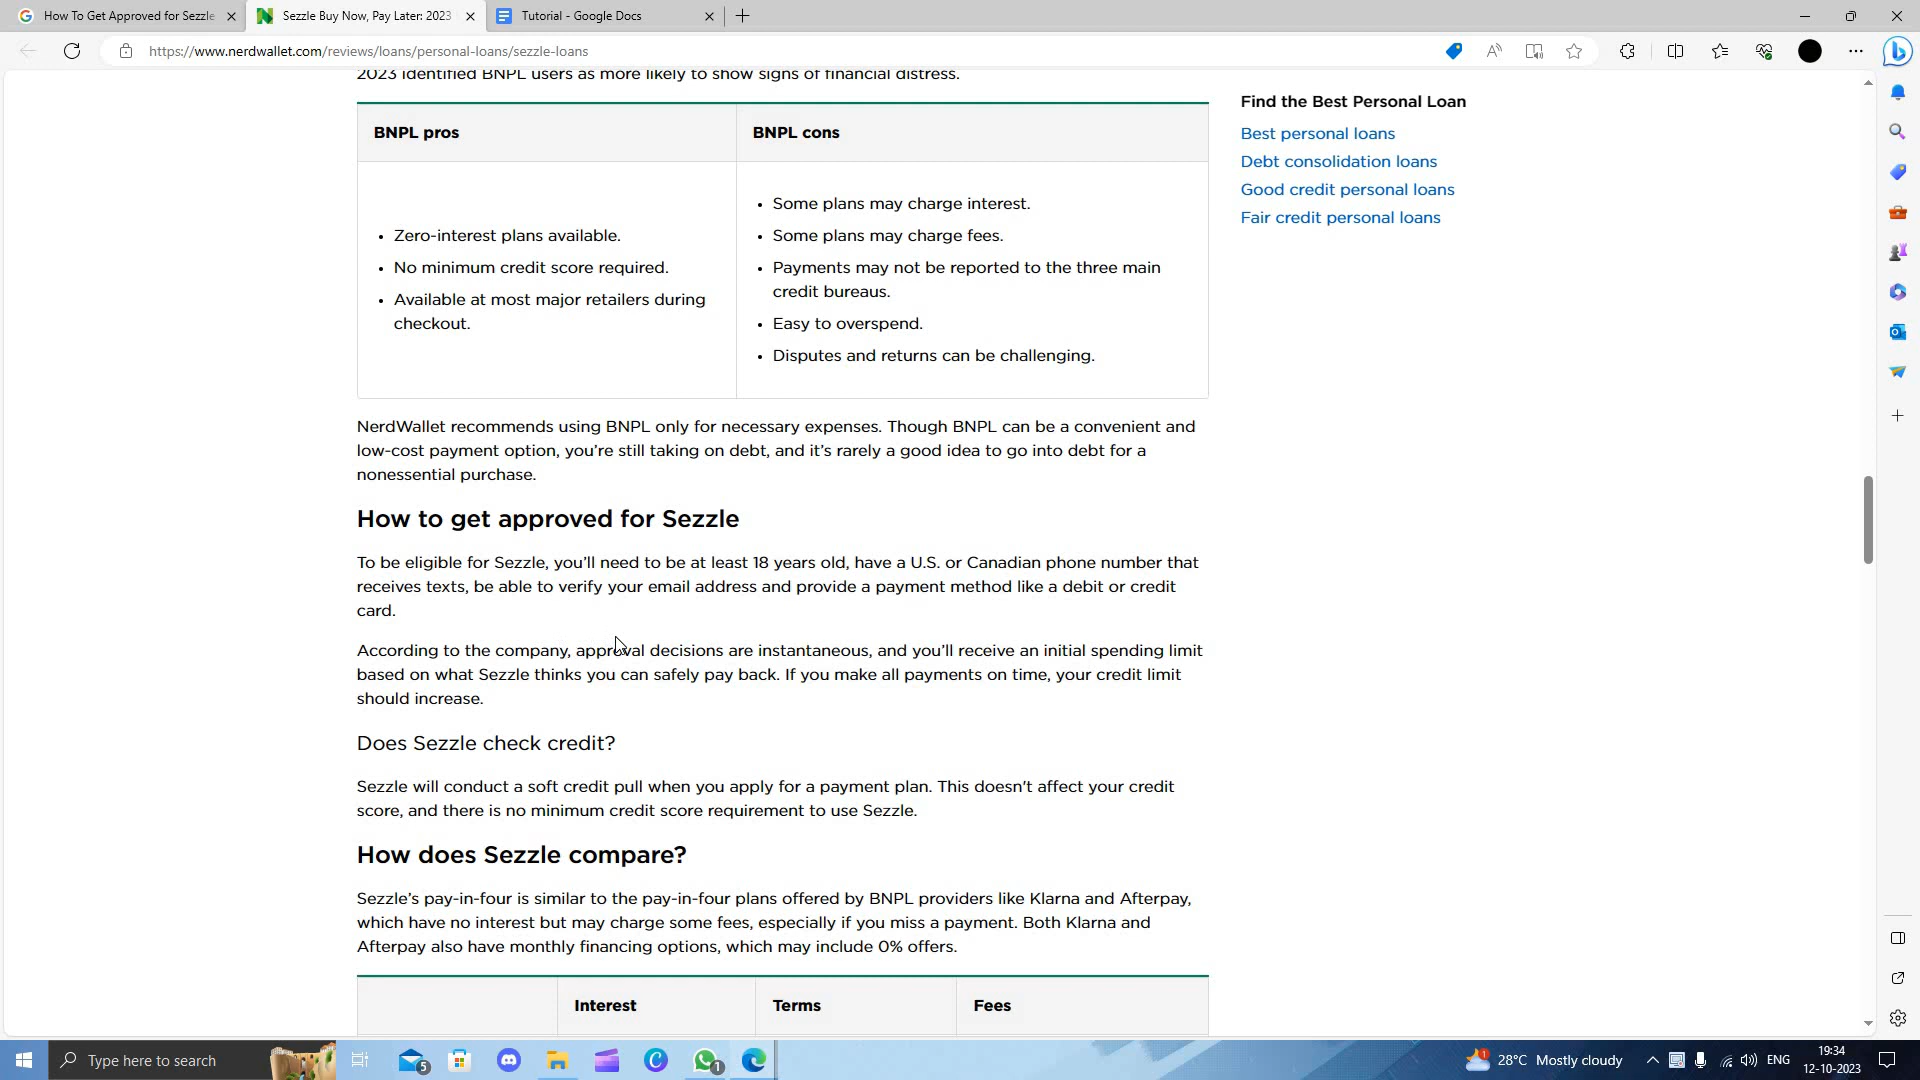 How To Get Approved for Sezzle
Sezzle Buy Now, Pay Later: 2023
Tutorial - Google Docs
https://www.nerdwallet.com/reviews/loans/personal-loans/sezzle-loans
2023 identified BNPL users as more likely to show signs of financial distress.
BNPL pros
BNPL cons
Zero-interest plans available.
No minimum credit score required.
Available at most major retailers during
checkout.
Some plans may charge interest.
Some plans may charge fees.
Payments may not be reported to the three main
credit bureaus.
Easy to overspend.
Disputes and returns can be challenging.
Find the Best Personal Loan
Best personal loans
Debt consolidation loans
Good credit personal loans
Fair credit personal loans
NerdWallet recommends using BNPL only for necessary expenses. Though BNPL can be a convenient and
low-cost payment option, you’re still taking on debt, and it’s rarely a good idea to go into debt for a
nonessential purchase.
How to get approved for Sezzle
To be eligible for Sezzle, you’ll need to be at least 18 years old, have a U.S. or Canadian phone number that
receives texts, be able to verify your email address and provide a payment method like a debit or credit
card.
According to the company, approval decisions are instantaneous, and you’ll receive an initial spending limit
based on what Sezzle thinks you can safely pay back. If you make all payments on time, your credit limit
should increase.
Does Sezzle check credit?
Sezzle will conduct a soft credit pull when you apply for a payment plan. This doesn't affect your credit
score, and there is no minimum credit score requirement to use Sezzle.
How does Sezzle compare?
Sezzle’s pay-in-four is similar to the pay-in-four plans offered by BNPL providers like Klarna and Afterpay,
which have no interest but may charge some fees, especially if you miss a payment. Both Klarna and
Afterpay also have monthly financing options, which may include 0% offers.
Interest
Terms
Fees
Type here to search
5
1
1
28°C Mostly cloudy
ENG
19:34
12-10-2023